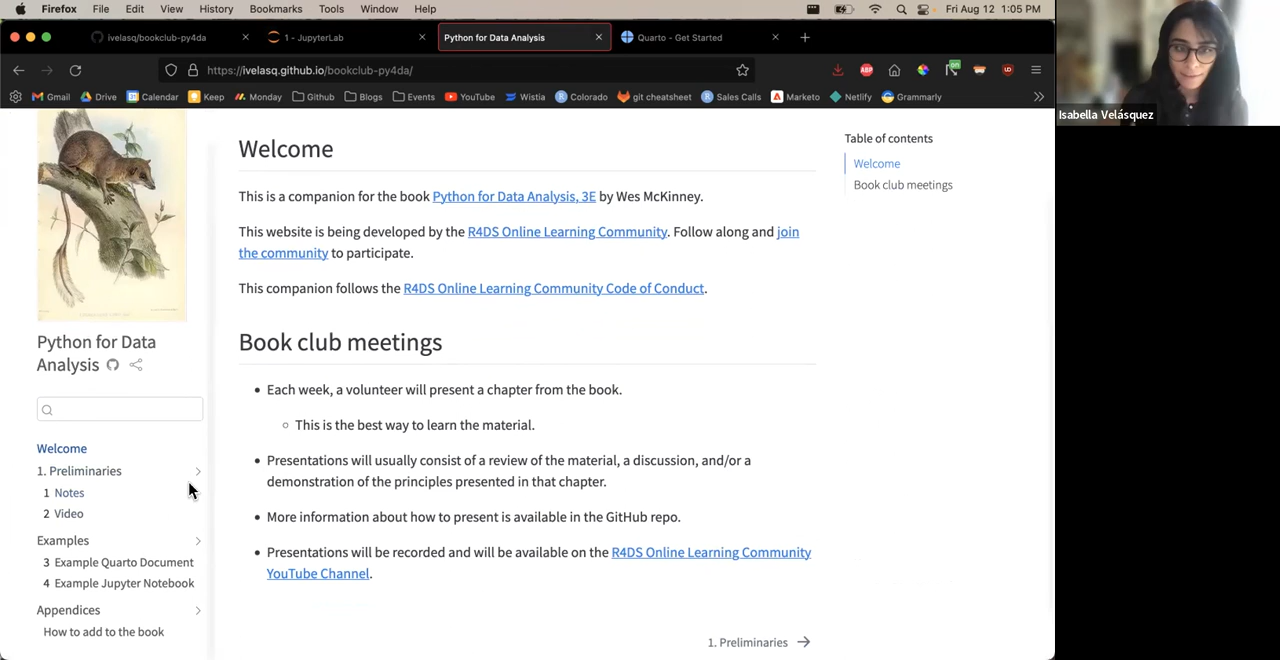 Firefox File Edit View History Bookmarks Tools Window Help Fri Aug 12 1:05 PM
ivelasq/bookclub-py4da 1 - JupyterLab Python for Data Analysis Quarto - Get Started
https://ivelasq.github.io/bookclub-py4da/
Gmail Drive Calendar Keep Monday Github Blogs Events YouTube Wistia Colorado git cheatsheet Sales Calls Marketo Netlify Grammarly
Isabella Velásquez
Python for Data
Analysis
Welcome
1. Preliminaries
1 Notes
2 Video
Examples
3 Example Quarto Document
4 Example Jupyter Notebook
Appendices
How to add to the book
Welcome
This is a companion for the book Python for Data Analysis, 3E by Wes McKinney.
This website is being developed by the R4DS Online Learning Community. Follow along and join
the community to participate.
This companion follows the R4DS Online Learning Community Code of Conduct.
Book club meetings
Each week, a volunteer will present a chapter from the book.
This is the best way to learn the material.
Presentations will usually consist of a review of the material, a discussion, and/or a
demonstration of the principles presented in that chapter.
More information about how to present is available in the GitHub repo.
Presentations will be recorded and will be available on the R4DS Online Learning Community
YouTube Channel.
1. Preliminaries
Table of contents
Welcome
Book club meetings